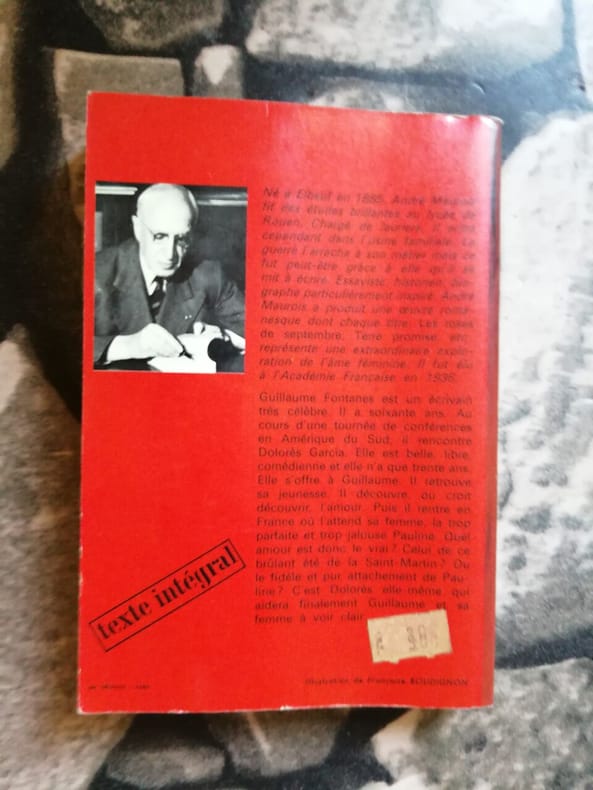 Né à Elbeuf en 1885, André Maurois
fit des études brillantes au lycée de
Rouen. Chargé de lauriers, il entre
cependant dans l'usine familiale. La
guerre l'arracha à son métier mais ce
fut peut-être grâce à elle qu'il se
mit à écrire. Essayiste, historien, bio-
graphe particulièrement inspiré, André
Maurois a produit une œuvre roma-
nesque dont chaque titre: Les roses
de septembre, Terre promise, etc.
représente une extraordinaire explo-
ration de l'âme féminine. Il fut élu
à l'Académie Française en 1938.
Guillaume Fontanes est un écrivain
très célèbre. Il a soixante ans. Au
cours d'une tournée de conférences
en Amérique du Sud, il rencontre
Dolorès Garcia. Elle est belle, libre,
comédienne et elle n'a que trente ans.
Elle s'offre à Guillaume. Il retrouve
sa jeunesse. Il découvre, ou croit
découvrir, l'amour. Puis il rentre en
France où l'attend sa femme, la trop
parfaite et trop jalouse Pauline. Quel
amour est donc le vrai? Celui de ce
brûlant été de la Saint-Martin? Ou
le fidèle et pur attachement de Pau-
line? C'est Dolorès elle-même, qui
aidera finalement Guillaume et sa
femme à voir clair
texte intégral
Illustration de François BOUDIGNON